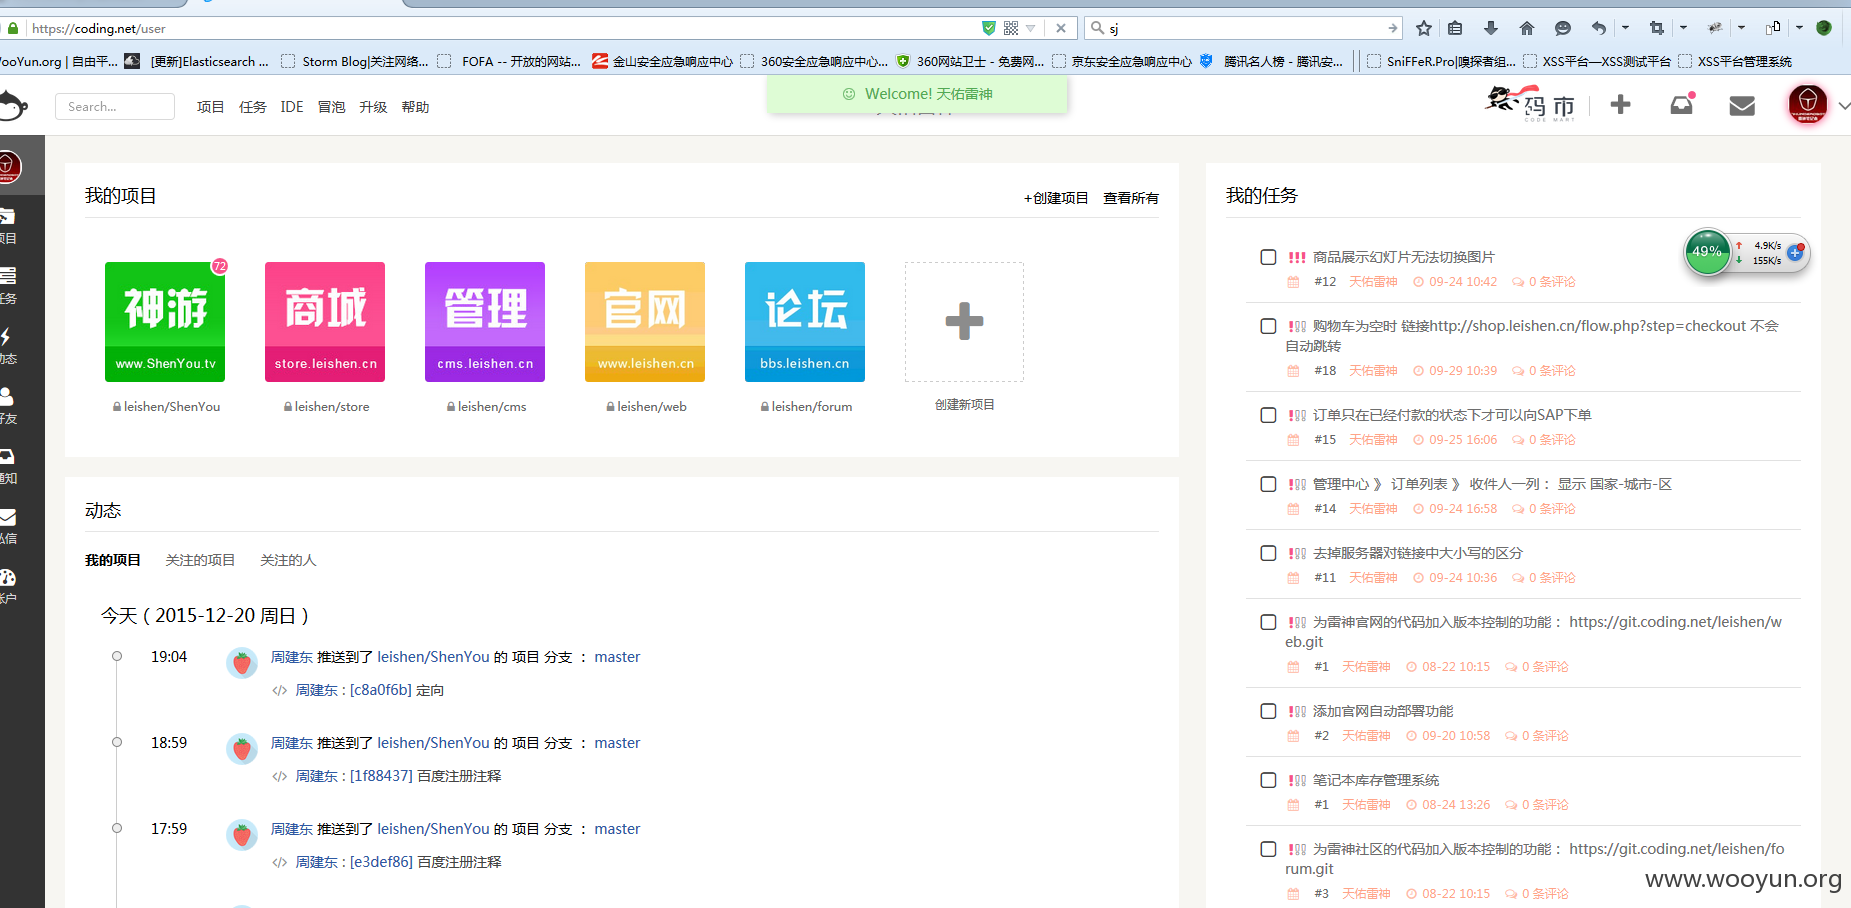 https://coding.net/user
sj
ooYun.org | 自由平...
[更新]Elasticsearch ...
Storm Blog|关注网络...
FOFA -- 开放的网站...
金山安全应急响应中心
360安全应急响应中心...
360网站卫士 - 免费网...
京东安全应急响应中心
腾讯名人榜 - 腾讯安...
SniFFeR.Pro|嗅探者组...
XSS平台—XSS测试平台
XSS平台管理系统
Search...
项目 任务 IDE 冒泡 升级 帮助
Welcome! 天佑雷神
码市
CODE MART
我的项目
+创建项目 查看所有
神游
www.ShenYou.tv
72
leishen/ShenYou
商城
store.leishen.cn
leishen/store
管理
cms.leishen.cn
leishen/cms
官网
www.leishen.cn
leishen/web
论坛
bbs.leishen.cn
leishen/forum
创建新项目
项目
任务
动态
好友
通知
私信
账户
动态
我的项目 关注的项目 关注的人
今天 ( 2015-12-20 周日 )
19:04
周建东 推送到了 leishen/ShenYou 的 项目 分支 : master
</> 周建东 : [c8a0f6b] 定向
18:59
周建东 推送到了 leishen/ShenYou 的 项目 分支 : master
</> 周建东 : [1f88437] 百度注册注释
17:59
周建东 推送到了 leishen/ShenYou 的 项目 分支 : master
</> 周建东 : [e3def86] 百度注册注释
我的任务
49%
4.9K/s
155K/s
!!! 商品展示幻灯片无法切换图片
#12 天佑雷神 09-24 10:42 0 条评论
购物车为空时 链接http://shop.leishen.cn/flow.php?step=checkout 不会
自动跳转
#18 天佑雷神 09-29 10:39 0 条评论
订单只在已经付款的状态下才可以向SAP下单
#15 天佑雷神 09-25 16:06 0 条评论
管理中心 》 订单列表 》 收件人一列 : 显示 国家-城市-区
#14 天佑雷神 09-24 16:58 0 条评论
去掉服务器对链接中大小写的区分
#11 天佑雷神 09-24 10:36 0 条评论
为雷神官网的代码加入版本控制的功能 : https://git.coding.net/leishen/w
eb.git
#1 天佑雷神 08-22 10:15 0 条评论
添加官网自动部署功能
#2 天佑雷神 09-20 10:58 0 条评论
笔记本库存管理系统
#1 天佑雷神 08-24 13:26 0 条评论
为雷神社区的代码加入版本控制的功能 : https://git.coding.net/leishen/fo
rum.git
#3 天佑雷神 08-22 10:15 0 条评论
www.wooyun.org